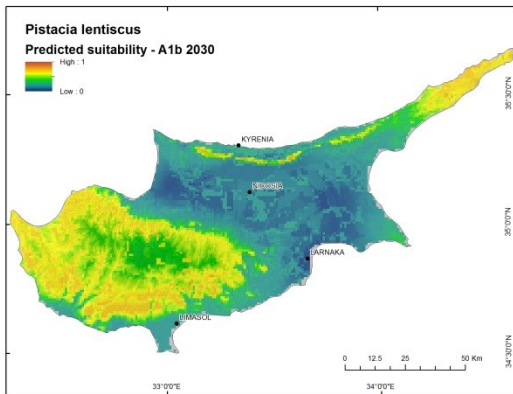 Pistacia lentiscus
Predicted suitability - A1b 2030
High : 1
Low : 0
35°30'0"N
KYRENIA
NICOSIA
35°0'0"N
LARNAKA
LIMASOL
0 12.5 25 50 Km
34°30'0"N
33°0'0"E 34°0'0"E